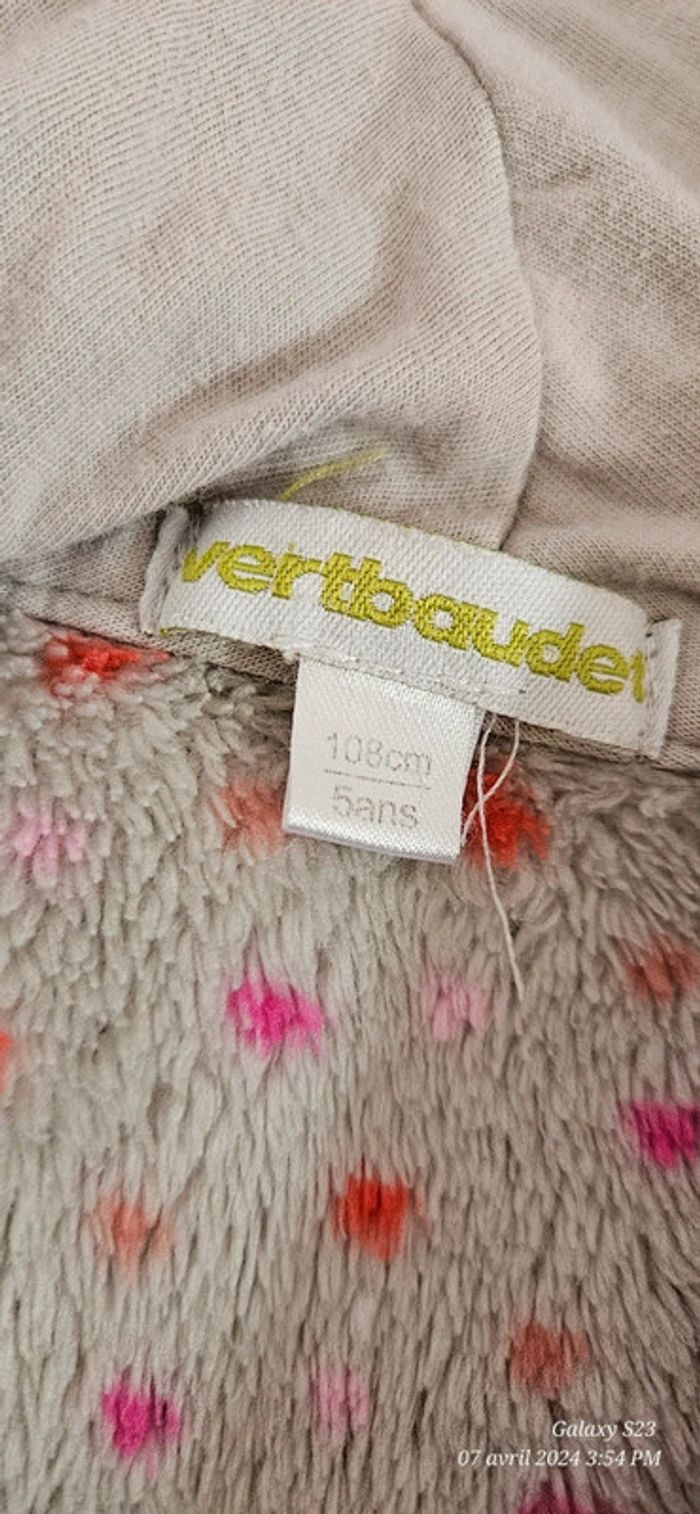 vertbaudet
108cm
5ans
Galaxy S23
07 avril 2024 3:54 PM